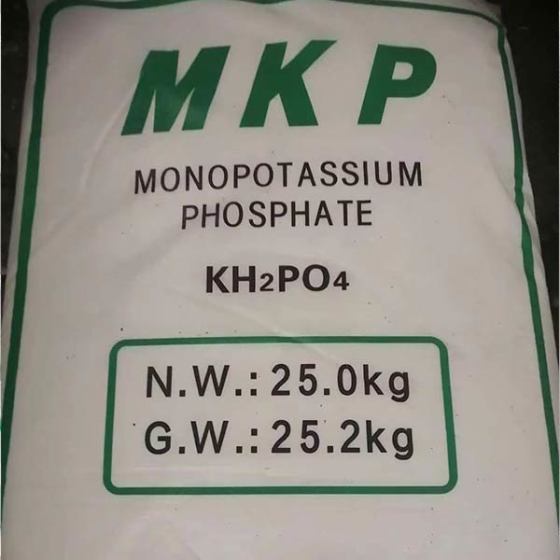 MKP
MONOPOTASSIUM
PHOSPHATE
KH₂PO₄
N.W.: 25.0kg
G.W.: 25.2kg